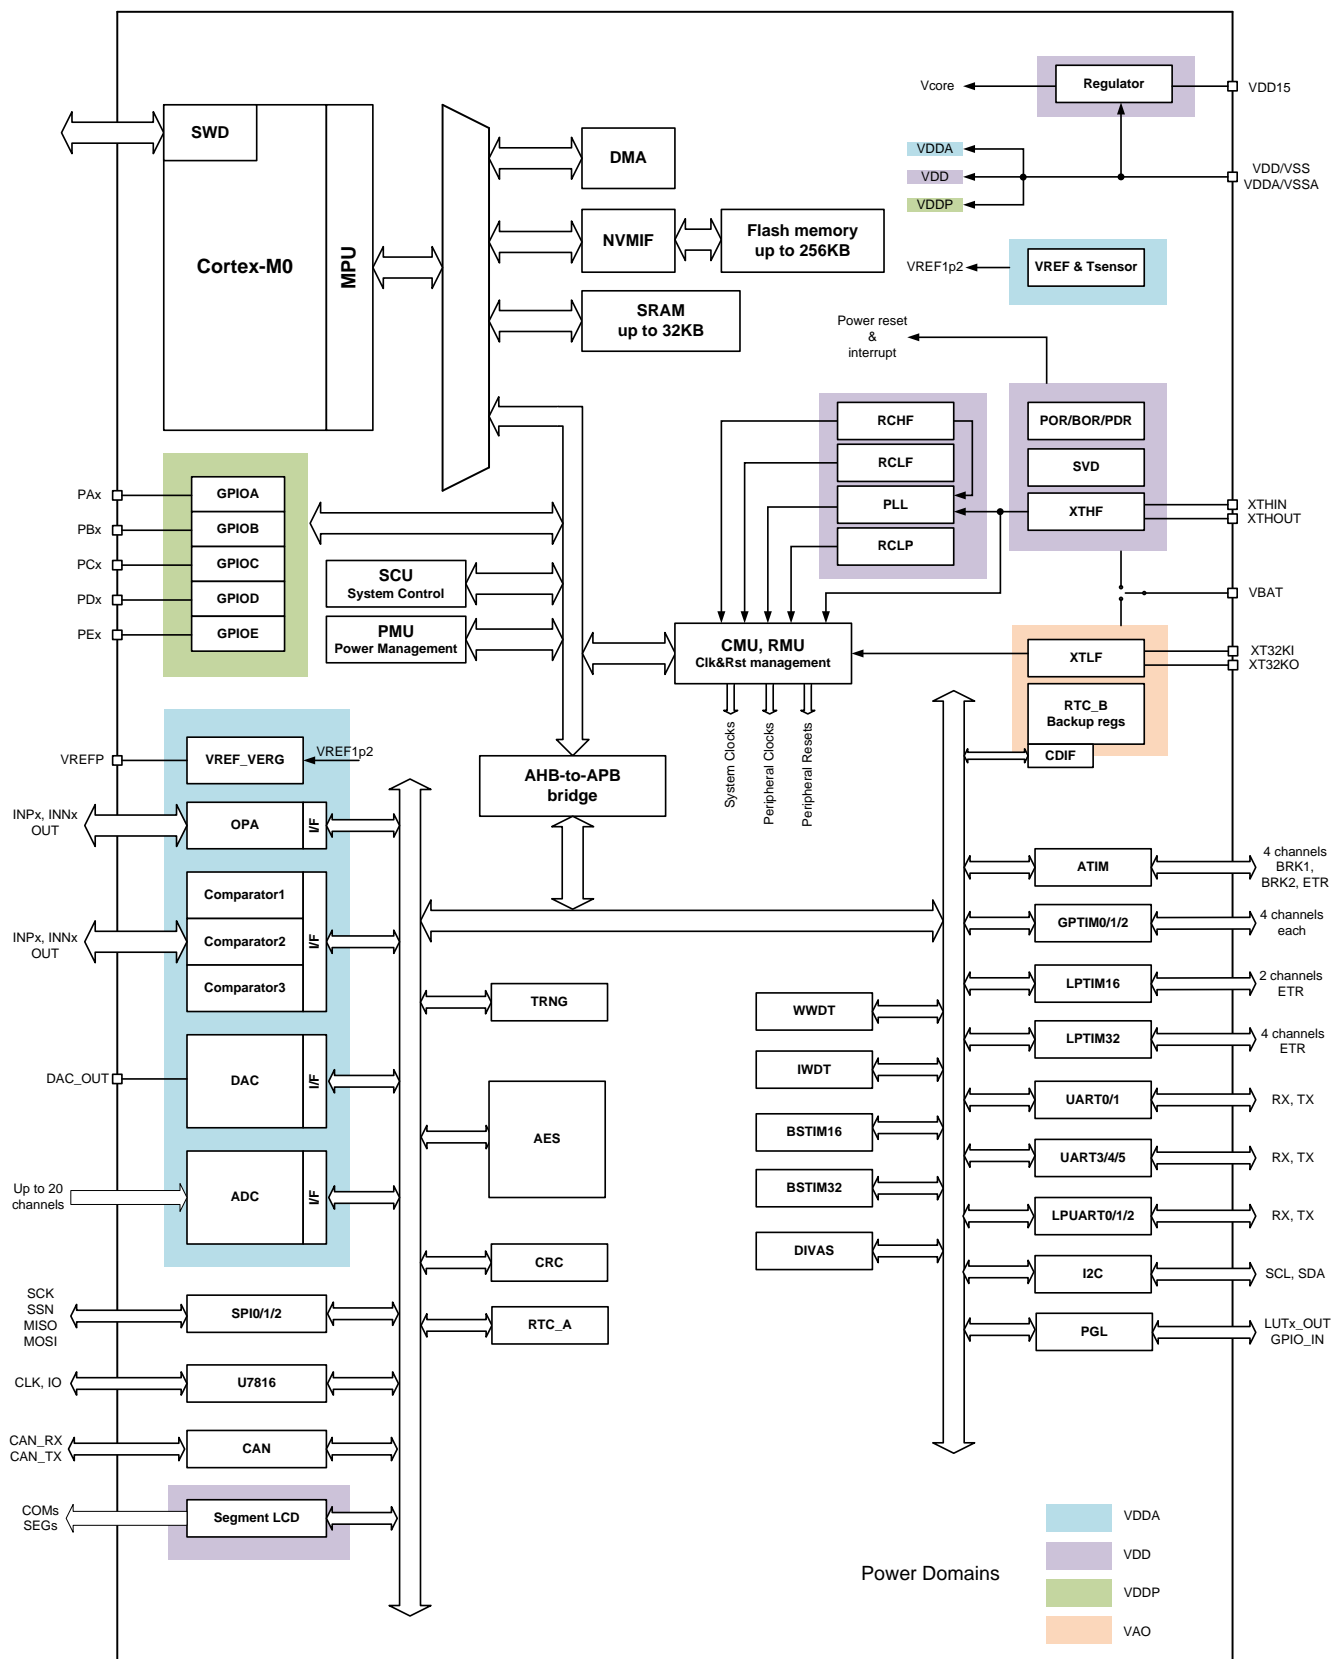 SWD
Cortex-M0
MPU
DMA
NVMIF
Flash memory
up to 256KB
SRAM
up to 32KB
Vcore
Regulator
VDD15
VDDA
VDD
VDDP
VDD/VSS
VDDA/VSSA
VREF1p2
VREF & Tsensor
Power reset
&
interrupt
RCHF
RCLF
PLL
RCLP
POR/BOR/PDR
SVD
XTHF
XTHIN
XTHOUT
VBAT
PAx
PBx
PCx
PDx
PEx
GPIOA
GPIOB
GPIOC
GPIOD
GPIOE
SCU
System Control
PMU
Power Management
CMU, RMU
Clk&Rst management
XTLF
XT32KI
XT32KO
RTC_B
Backup regs
CDIF
System Clocks
Peripheral Clocks
Peripheral Resets
AHB-to-APB
bridge
VREFP
VREF_VERG
VREF1p2
INPx, INNx
OUT
OPA
I/F
Comparator1
Comparator2
Comparator3
I/F
INPx, INNx
OUT
DAC_OUT
DAC
I/F
Up to 20
channels
ADC
I/F
SCK
SSN
MISO
MOSI
SPI0/1/2
CLK, IO
U7816
CAN_RX
CAN_TX
CAN
COMs
SEGs
Segment LCD
TRNG
AES
CRC
RTC_A
WWDT
IWDT
BSTIM16
BSTIM32
DIVAS
ATIM
4 channels
BRK1,
BRK2, ETR
GPTIM0/1/2
4 channels
each
LPTIM16
2 channels
ETR
LPTIM32
4 channels
ETR
UART0/1
RX, TX
UART3/4/5
RX, TX
LPUART0/1/2
RX, TX
I2C
SCL, SDA
PGL
LUTx_OUT
GPIO_IN
Power Domains
VDDA
VDD
VDDP
VAO